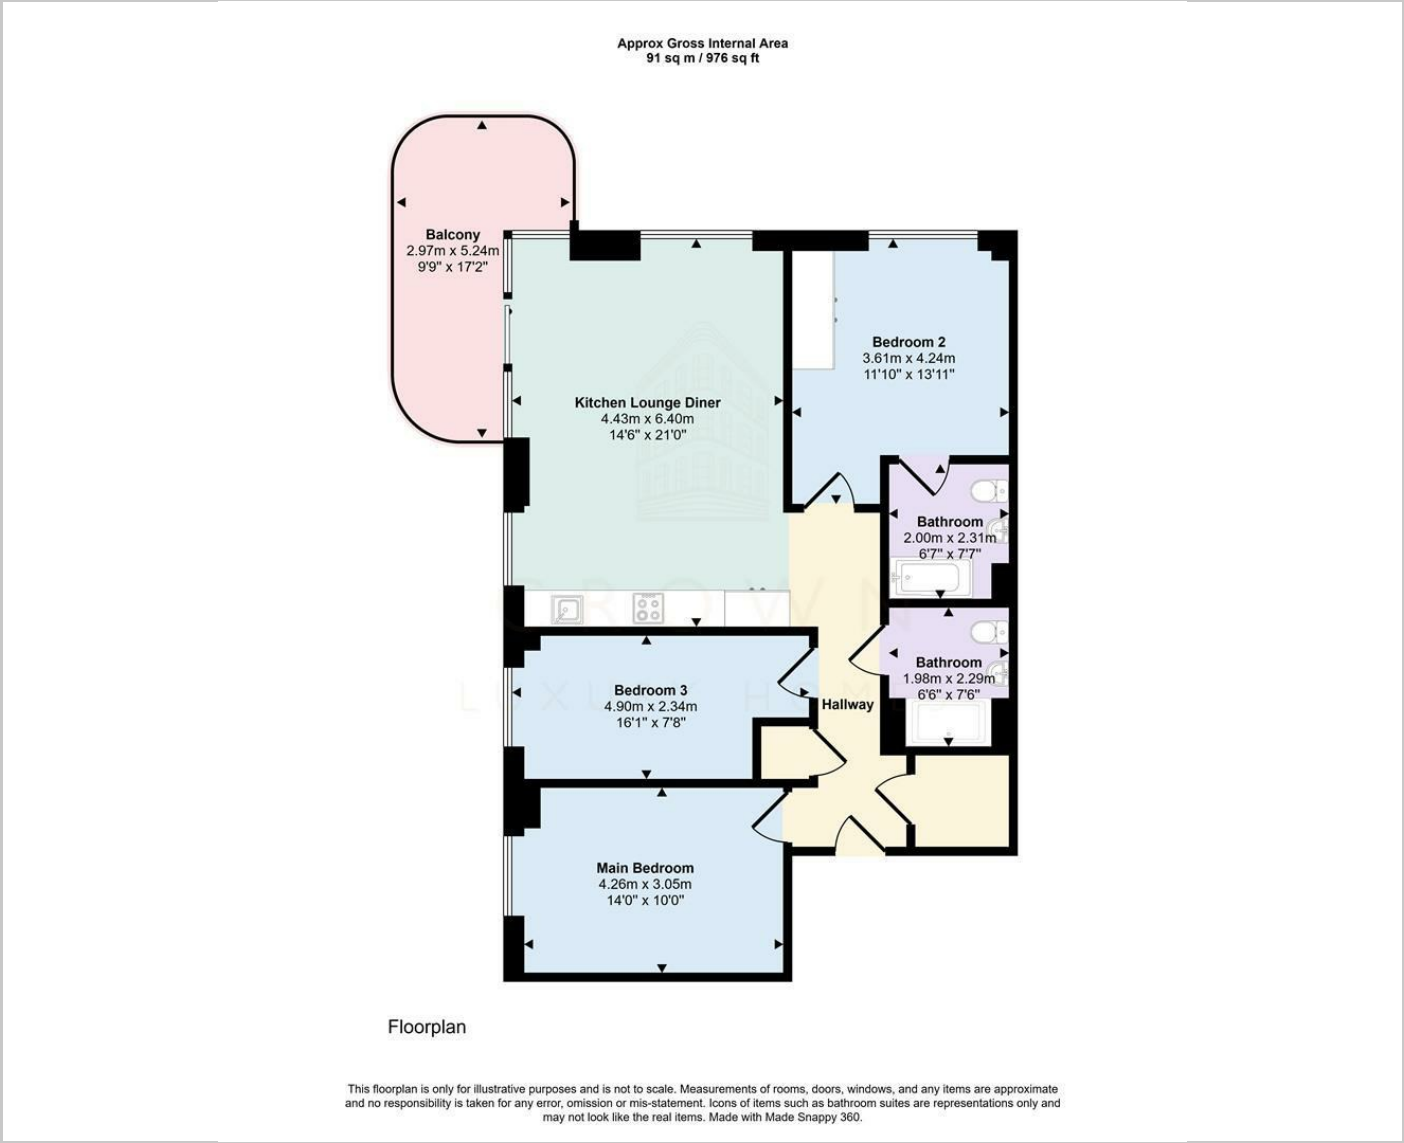 Approx Gross Internal Area
91 sq m / 976 sq ft
Balcony
2.97m x 5.24m
9'9" x 17'2"
Kitchen Lounge Diner
4.43m x 6.40m
14'6" x 21'0"
Bedroom 2
3.61m x 4.24m
11'10" x 13'11"
Bathroom
2.00m x 2.31m
6'7" x 7'7"
CROWN
LUXURY HOMES
Bathroom
1.98m x 2.29m
6'6" x 7'6"
Bedroom 3
4.90m x 2.34m
16'1" x 7'8"
Hallway
Main Bedroom
4.26m x 3.05m
14'0" x 10'0"
Floorplan
This floorplan is only for illustrative purposes and is not to scale. Measurements of rooms, doors, windows, and any items are approximate
and no responsibility is taken for any error, omission or mis-statement. Icons of items such as bathroom suites are representations only and
may not look like the real items. Made with Made Snappy 360.